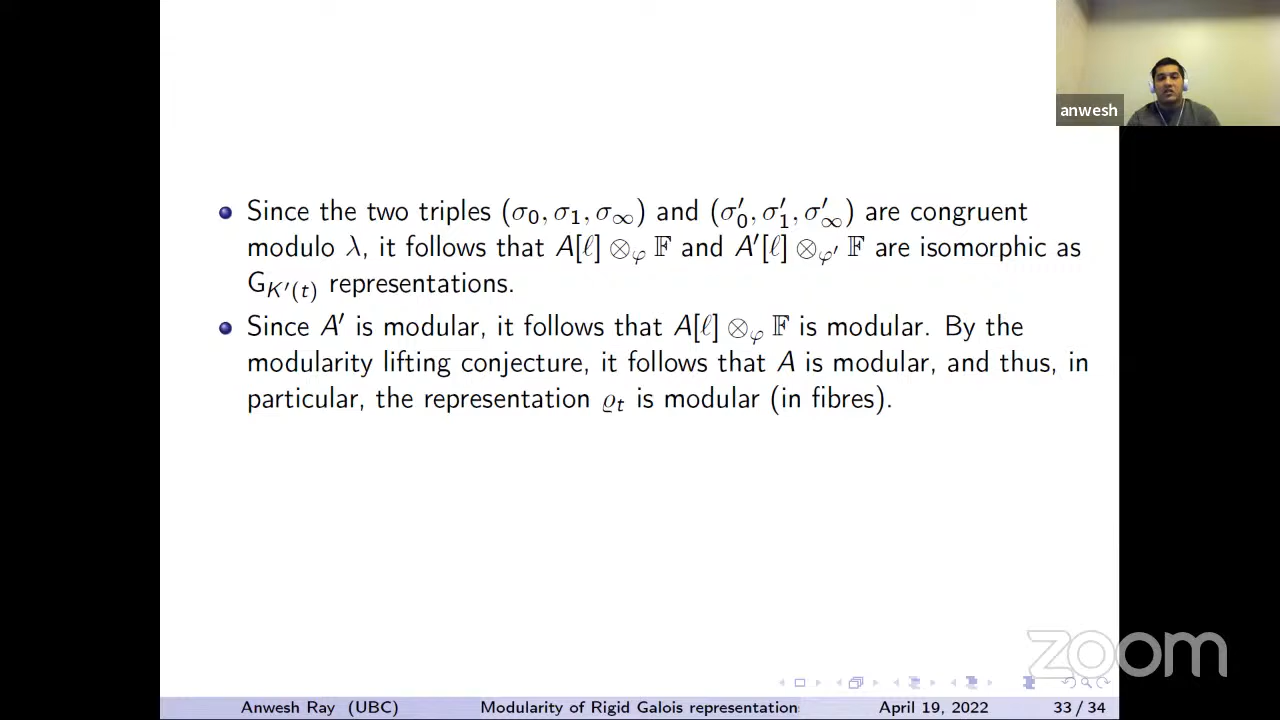 anwesh
Since the two triples (σ₀, σ₁, σ∞) and (σ′₀, σ′₁, σ′∞) are congruent
modulo λ, it follows that A[ℓ] ⊗φ 𝔽 and A′[ℓ] ⊗φ′ 𝔽 are isomorphic as
G_K′(t) representations.
Since A′ is modular, it follows that A[ℓ] ⊗φ 𝔽 is modular. By the
modularity lifting conjecture, it follows that A is modular, and thus, in
particular, the representation ϱₜ is modular (in fibres).
zoom
Anwesh Ray (UBC) Modularity of Rigid Galois representation April 19, 2022 33 / 34